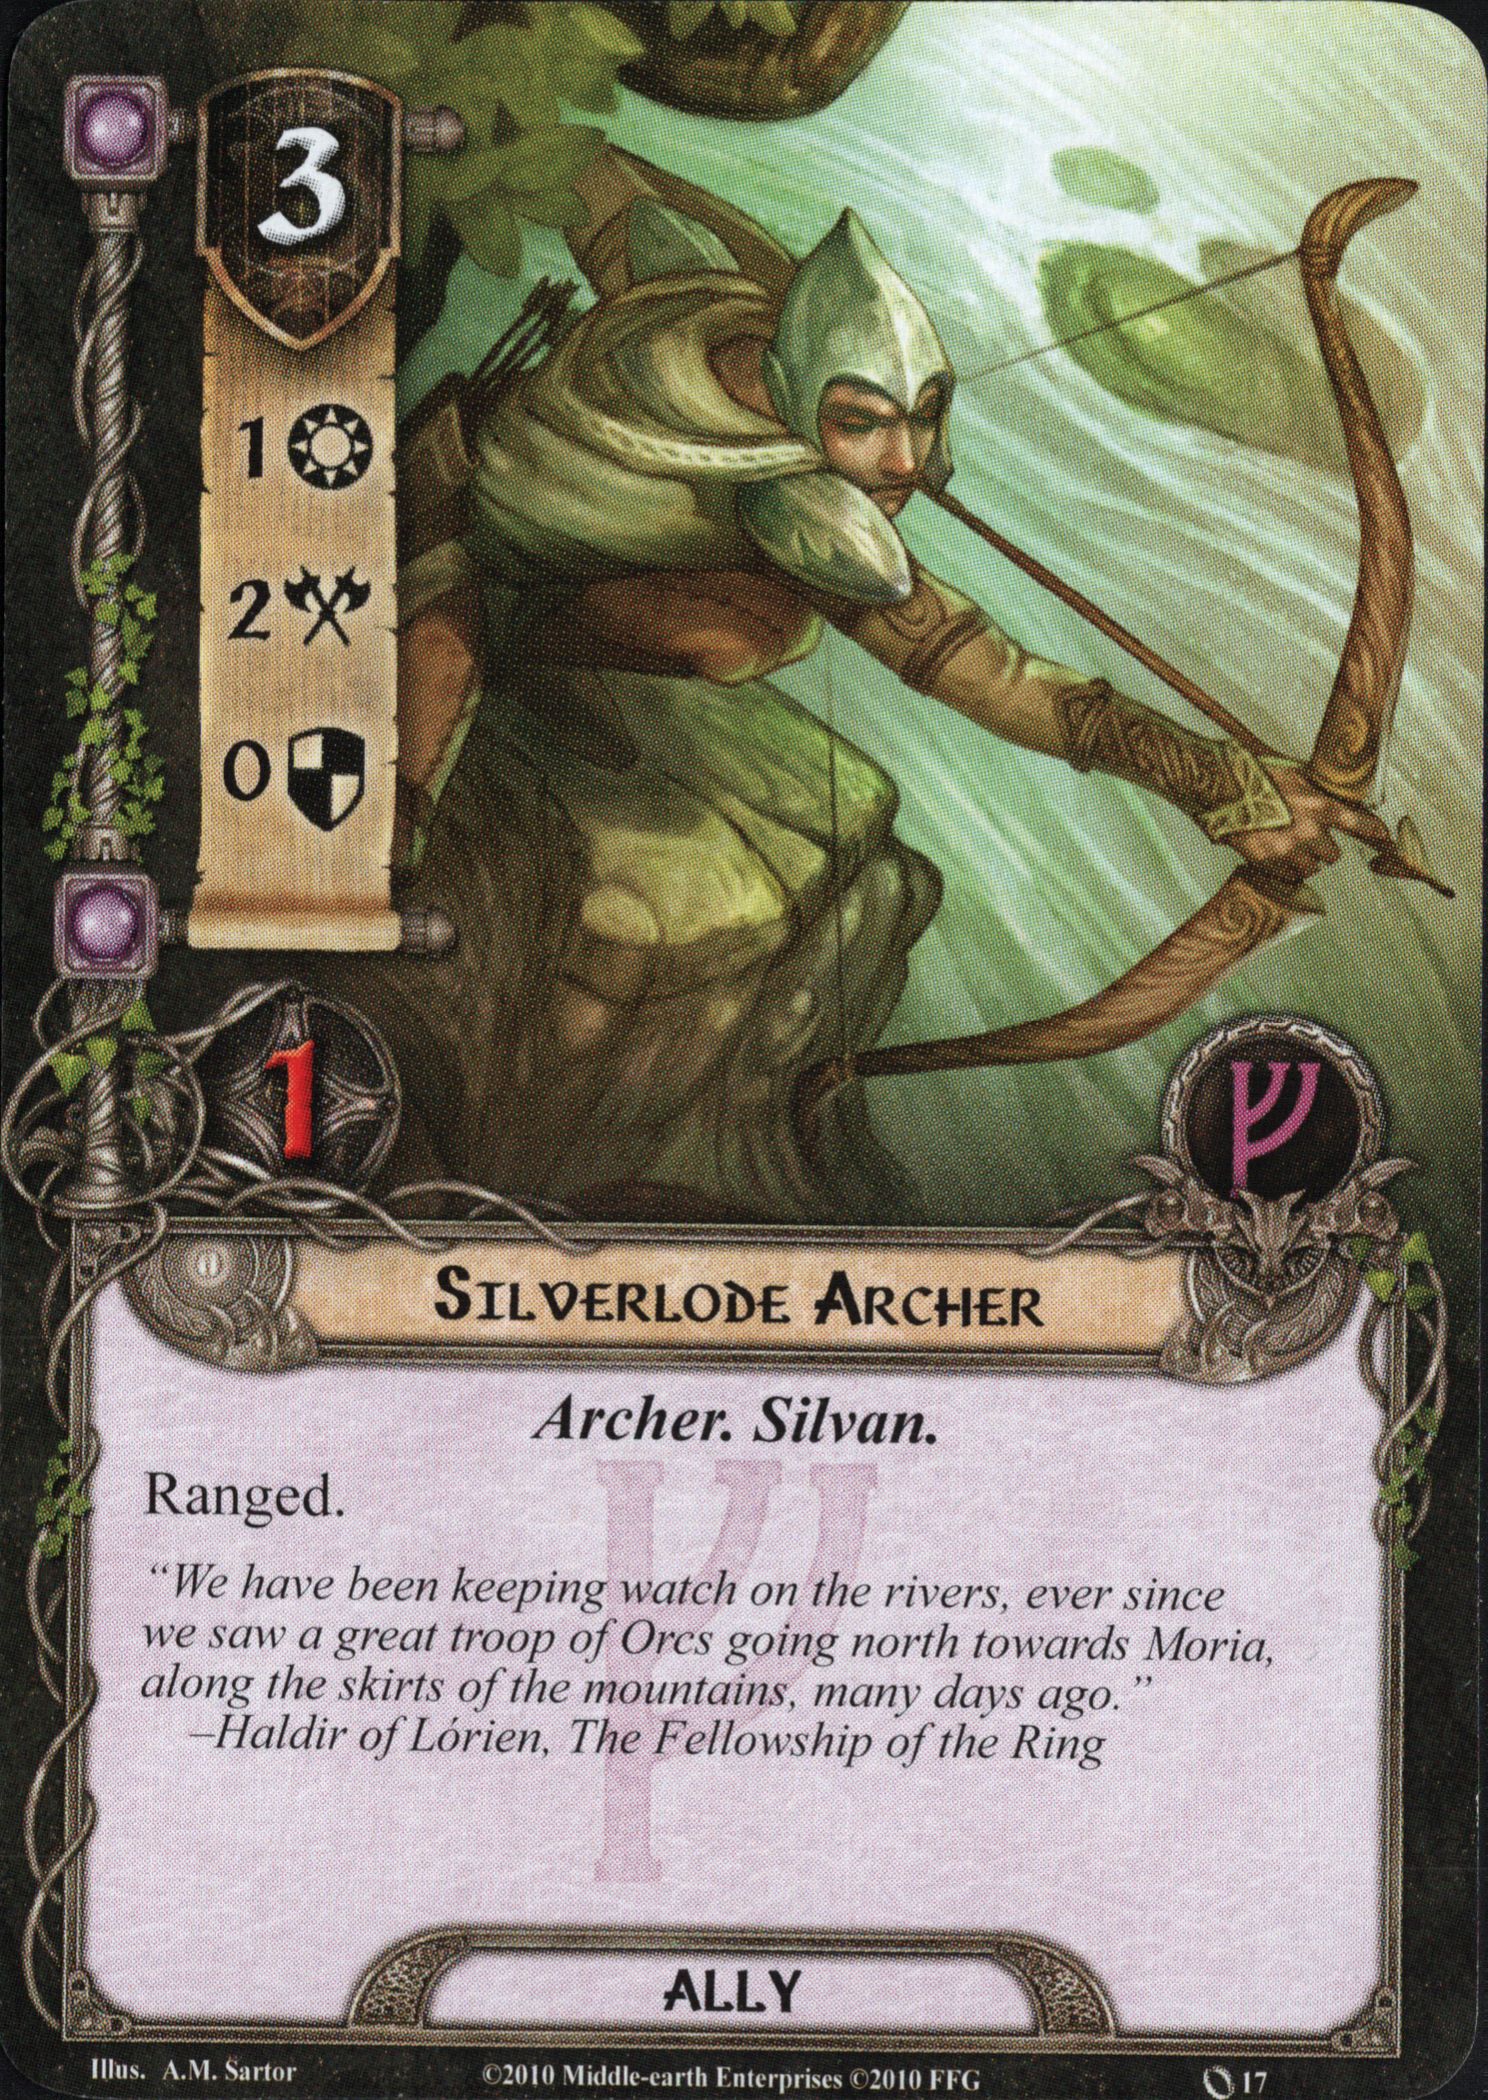 3
1
2
0
1
SILVERLODE ARCHER
Archer. Silvan.
Ranged.
“We have been keeping watch on the rivers, ever since
we saw a great troop of Orcs going north towards Moria,
along the skirts of the mountains, many days ago.”
–Haldir of Lórien, The Fellowship of the Ring
ALLY
Illus. A.M. Sartor
©2010 Middle-earth Enterprises ©2010 FFG
17